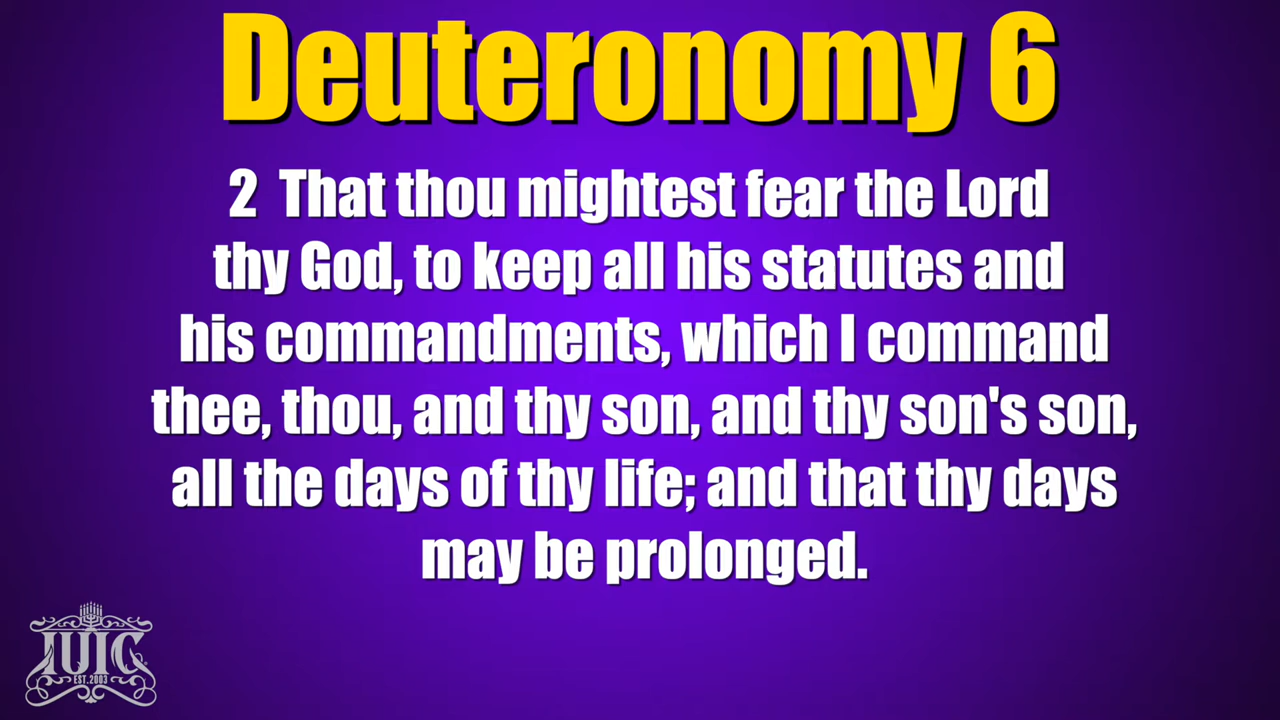 Deuteronomy 6
2 That thou mightest fear the Lord
thy God, to keep all his statutes and
his commandments, which I command
thee, thou, and thy son, and thy son's son,
all the days of thy life; and that thy days
may be prolonged.
IUIC
EST. 2003